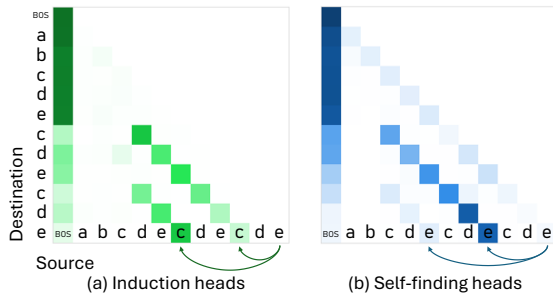 BOS
a
b
c
d
e
c
d
e
c
d
e BOS a b c d e c d e c d e
BOS a b c d e c d e c d e
Destination
Source
(a) Induction heads
(b) Self-finding heads